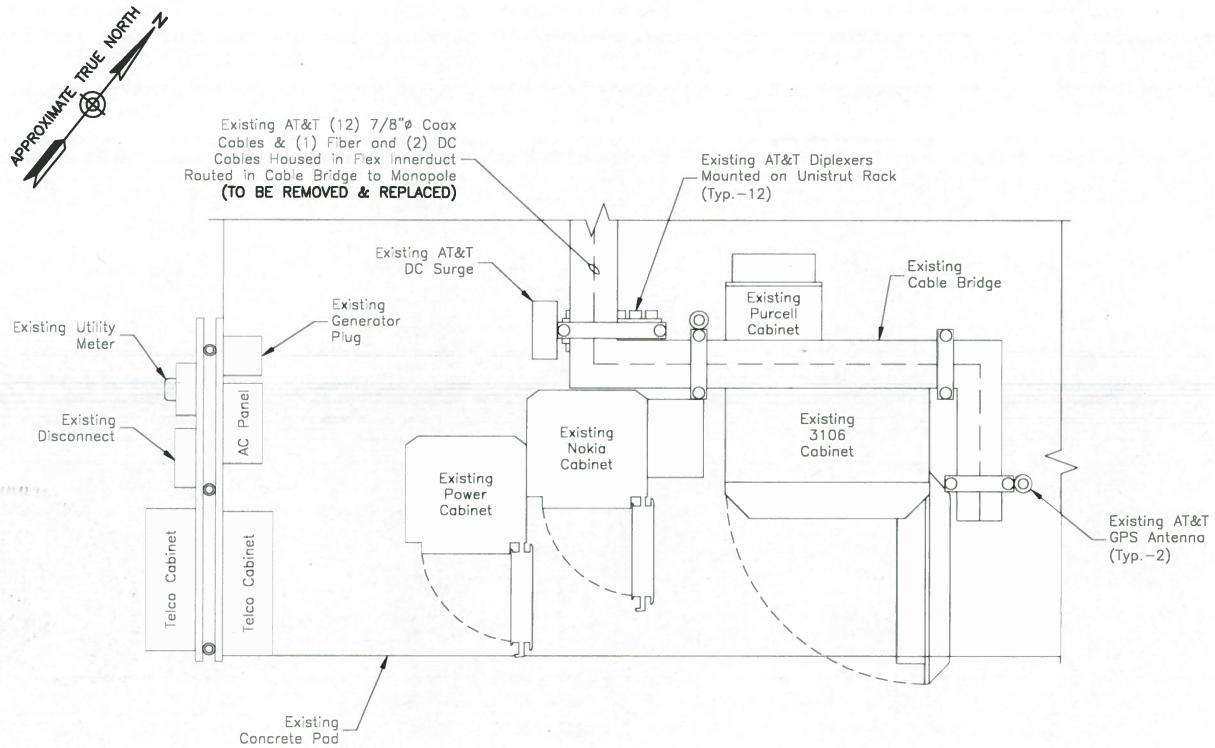 N
APPROXIMATE TRUE NORTH
Existing AT&T (12) 7/8"ø Coax
Cables & (1) Fiber and (2) DC
Cables Housed in Flex Innerduct
Routed in Cable Bridge to Monopole
(TO BE REMOVED & REPLACED)
Existing AT&T Diplexers
Mounted on Unistrut Rack
(Typ.-12)
Existing AT&T
DC Surge
Existing
Cable Bridge
Existing
Purcell
Cabinet
Existing
Generator
Plug
Existing Utility
Meter
Existing
Disconnect
AC Panel
Existing
Nokia
Cabinet
Existing
3106
Cabinet
Existing
Power
Cabinet
Existing AT&T
GPS Antenna
(Typ.-2)
Telco Cabinet
Telco Cabinet
Existing
Concrete Pad